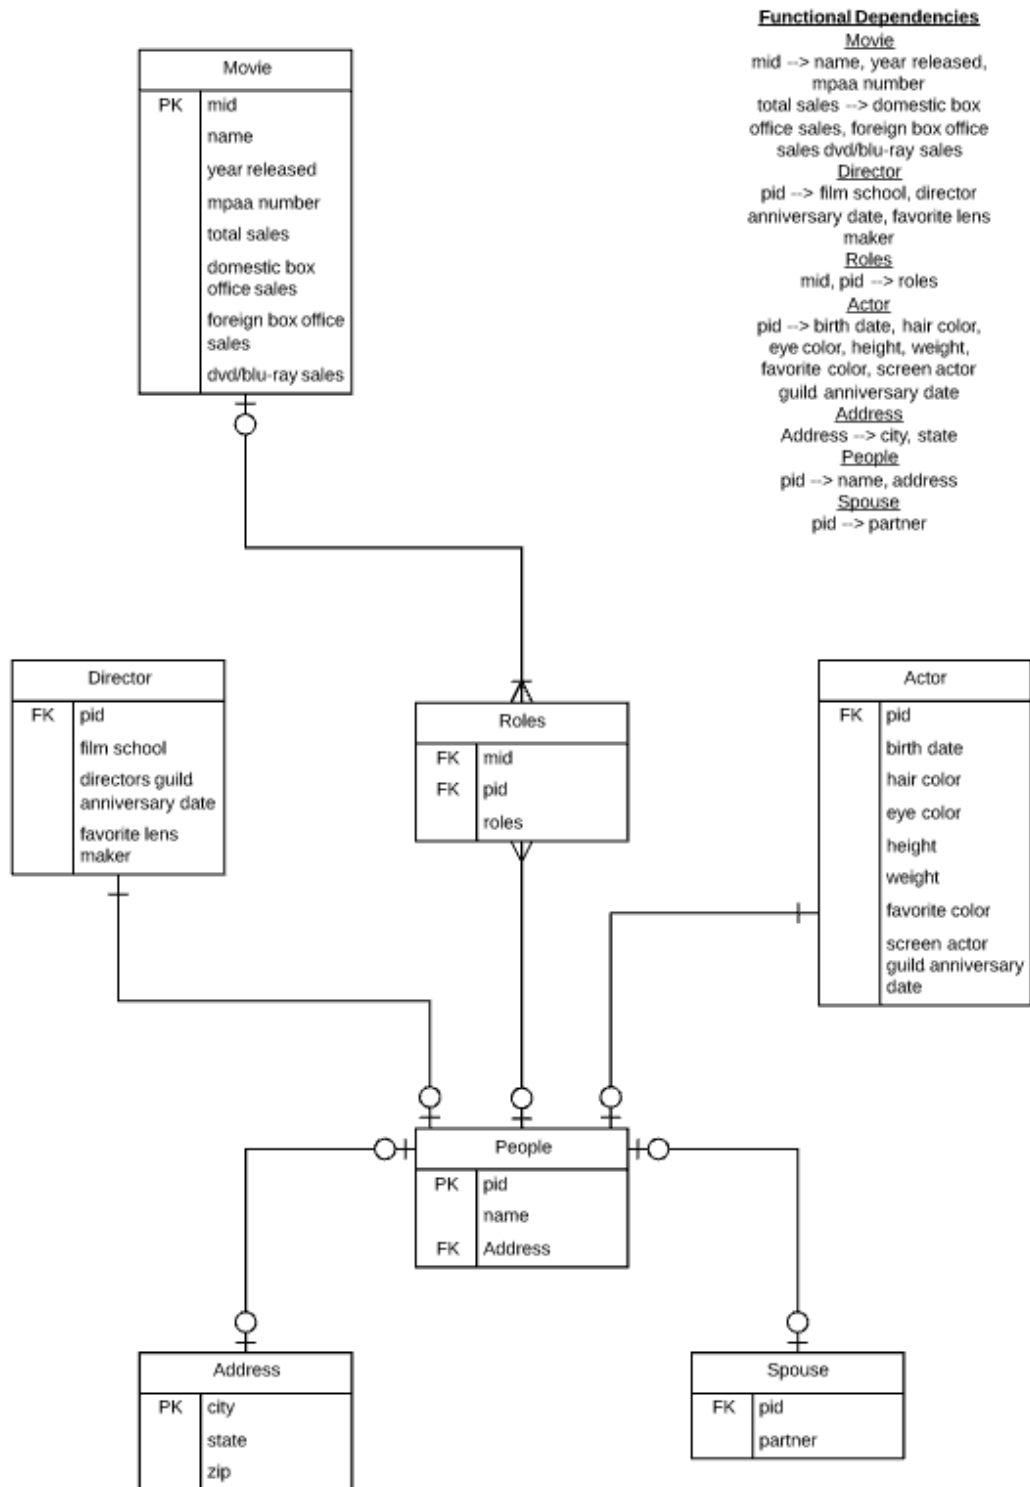 Functional Dependencies
Movie
mid --> name, year released,
mpaa number
total sales --> domestic box
office sales, foreign box office
sales dvd/blu-ray sales
Director
pid --> film school, director
anniversary date, favorite lens
maker
Roles
mid, pid --> roles
Actor
pid --> birth date, hair color,
eye color, height, weight,
favorite color, screen actor
guild anniversary date
Address
Address --> city, state
People
pid --> name, address
Spouse
pid --> partner
Movie
PK mid
name
year released
mpaa number
total sales
domestic box
office sales
foreign box office
sales
dvd/blu-ray sales
Director
FK pid
film school
directors guild
anniversary date
favorite lens
maker
Roles
FK mid
FK pid
roles
Actor
FK pid
birth date
hair color
eye color
height
weight
favorite color
screen actor
guild anniversary
date
People
PK pid
name
FK Address
Address
PK city
state
zip
Spouse
FK pid
partner